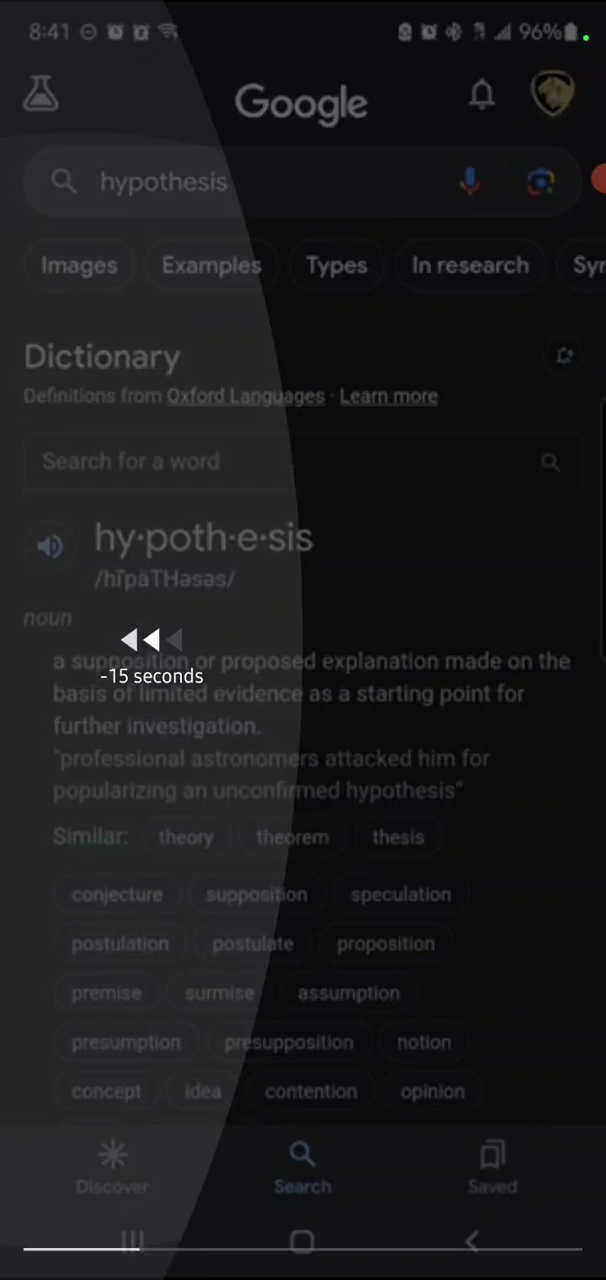 8:41 96%
Google
hypothesis
Images Examples Types In research Syn
Dictionary
Definitions from Oxford Languages · Learn more
Search for a word
hy·poth·e·sis
/hīˈpäTHəsəs/
noun
-15 seconds
a supposition or proposed explanation made on the
basis of limited evidence as a starting point for
further investigation.
"professional astronomers attacked him for
popularizing an unconfirmed hypothesis"
Similar: theory theorem thesis
conjecture supposition speculation
postulation postulate proposition
premise surmise assumption
presumption presupposition notion
concept idea contention opinion
Discover Search Saved